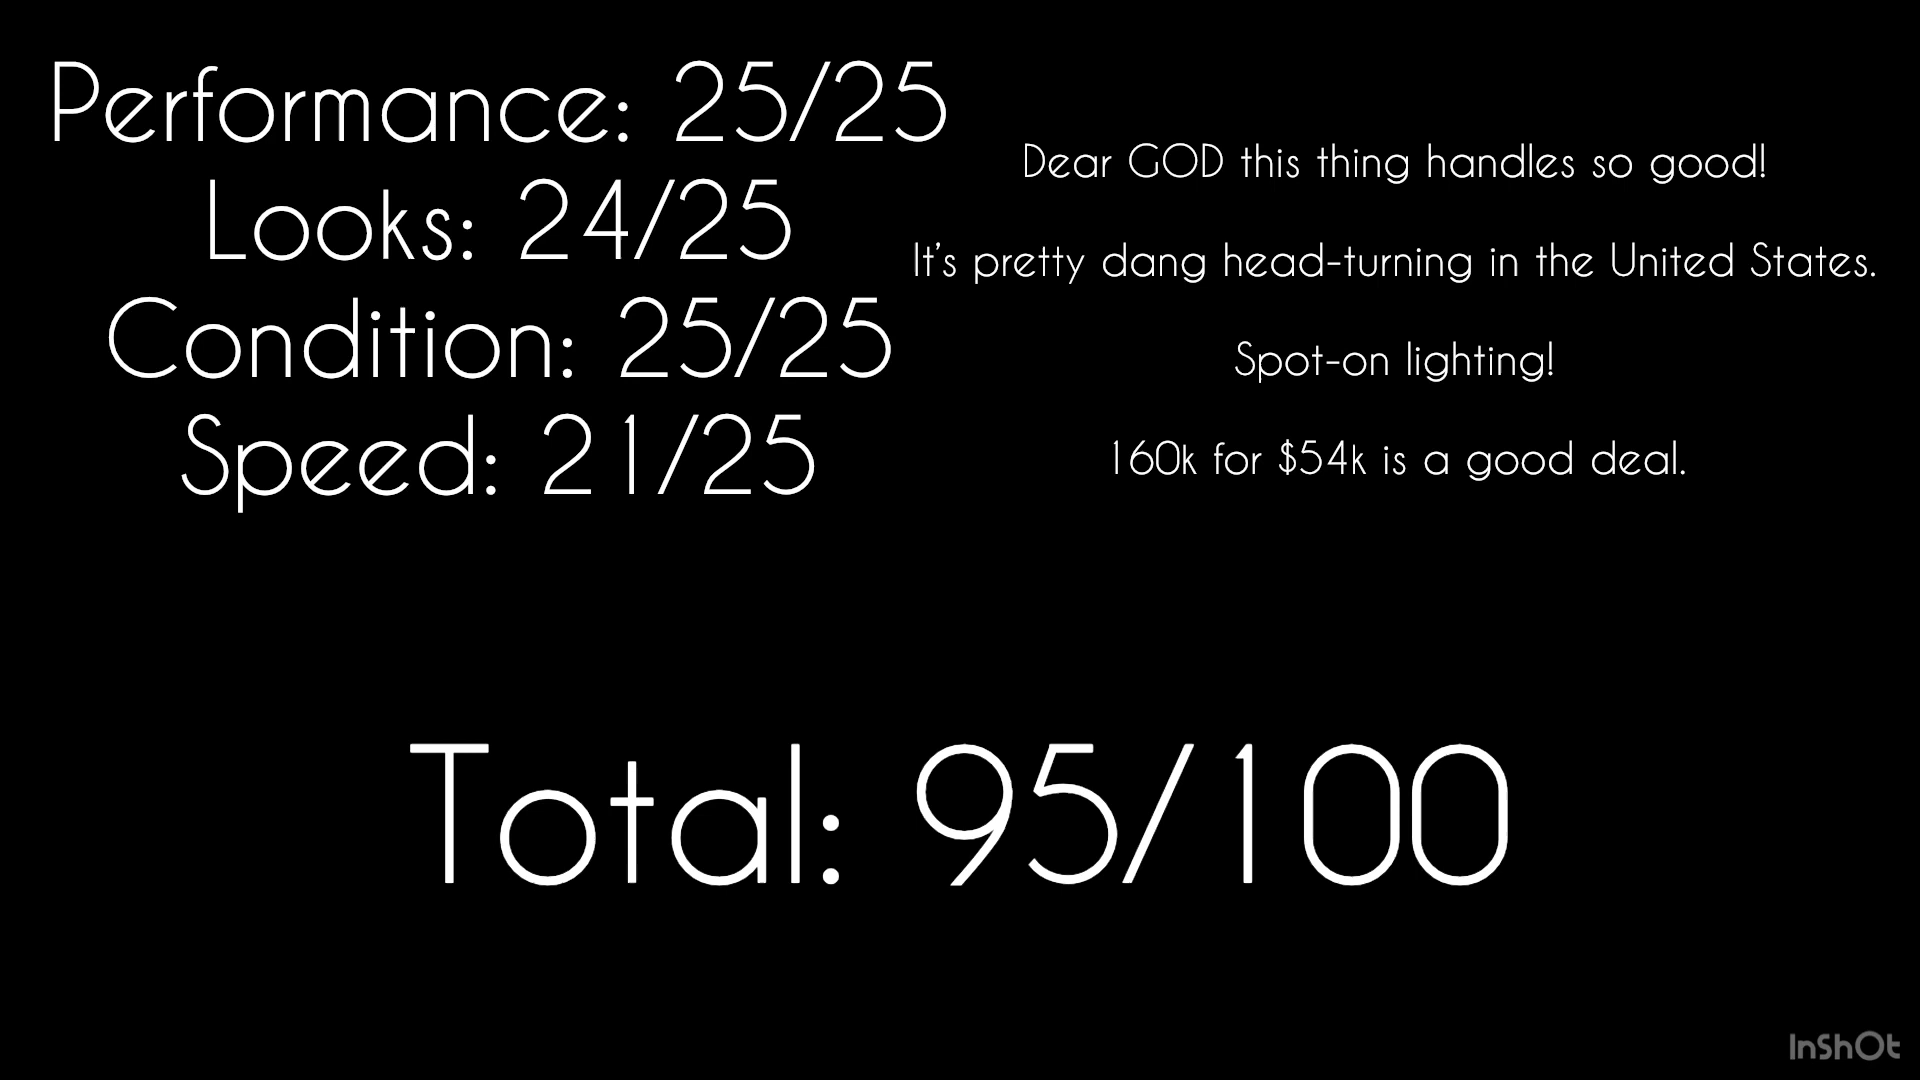 Performance: 25/25
Looks: 24/25
Condition: 25/25
Speed: 21/25
Dear GOD this thing handles so good!
It's pretty dang head-turning in the United States.
Spot-on lighting!
160k for $54k is a good deal.
Total: 95/100
InShOt